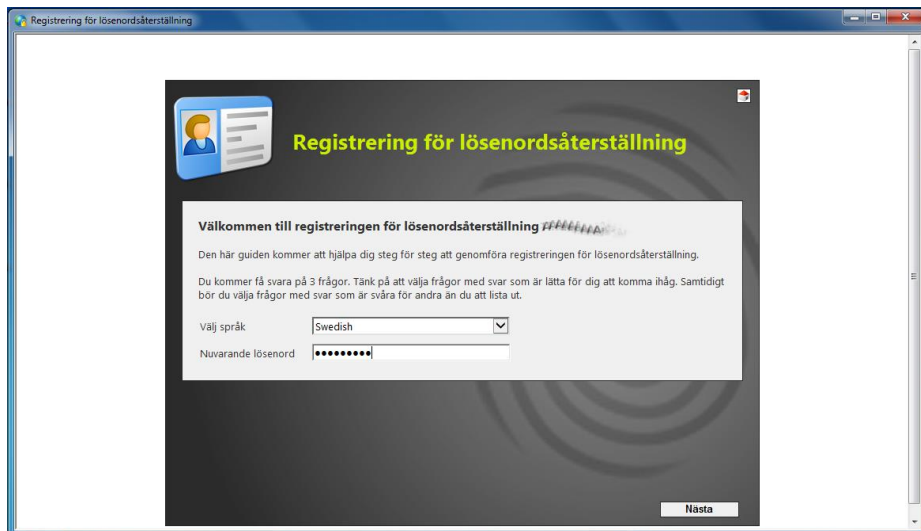 Registrering för lösenordsåterställning
Registrering för lösenordsåterställning
Välkommen till registreringen för lösenordsåterställning
Den här guiden kommer att hjälpa dig steg för steg att genomföra registreringen för lösenordsåterställning.
Du kommer få svara på 3 frågor. Tänk på att välja frågor med svar som är lätta för dig att komma ihåg. Samtidigt
bör du välja frågor med svar som är svåra för andra än du att lista ut.
Välj språk Swedish
Nuvarande lösenord •••••••••
Nästa